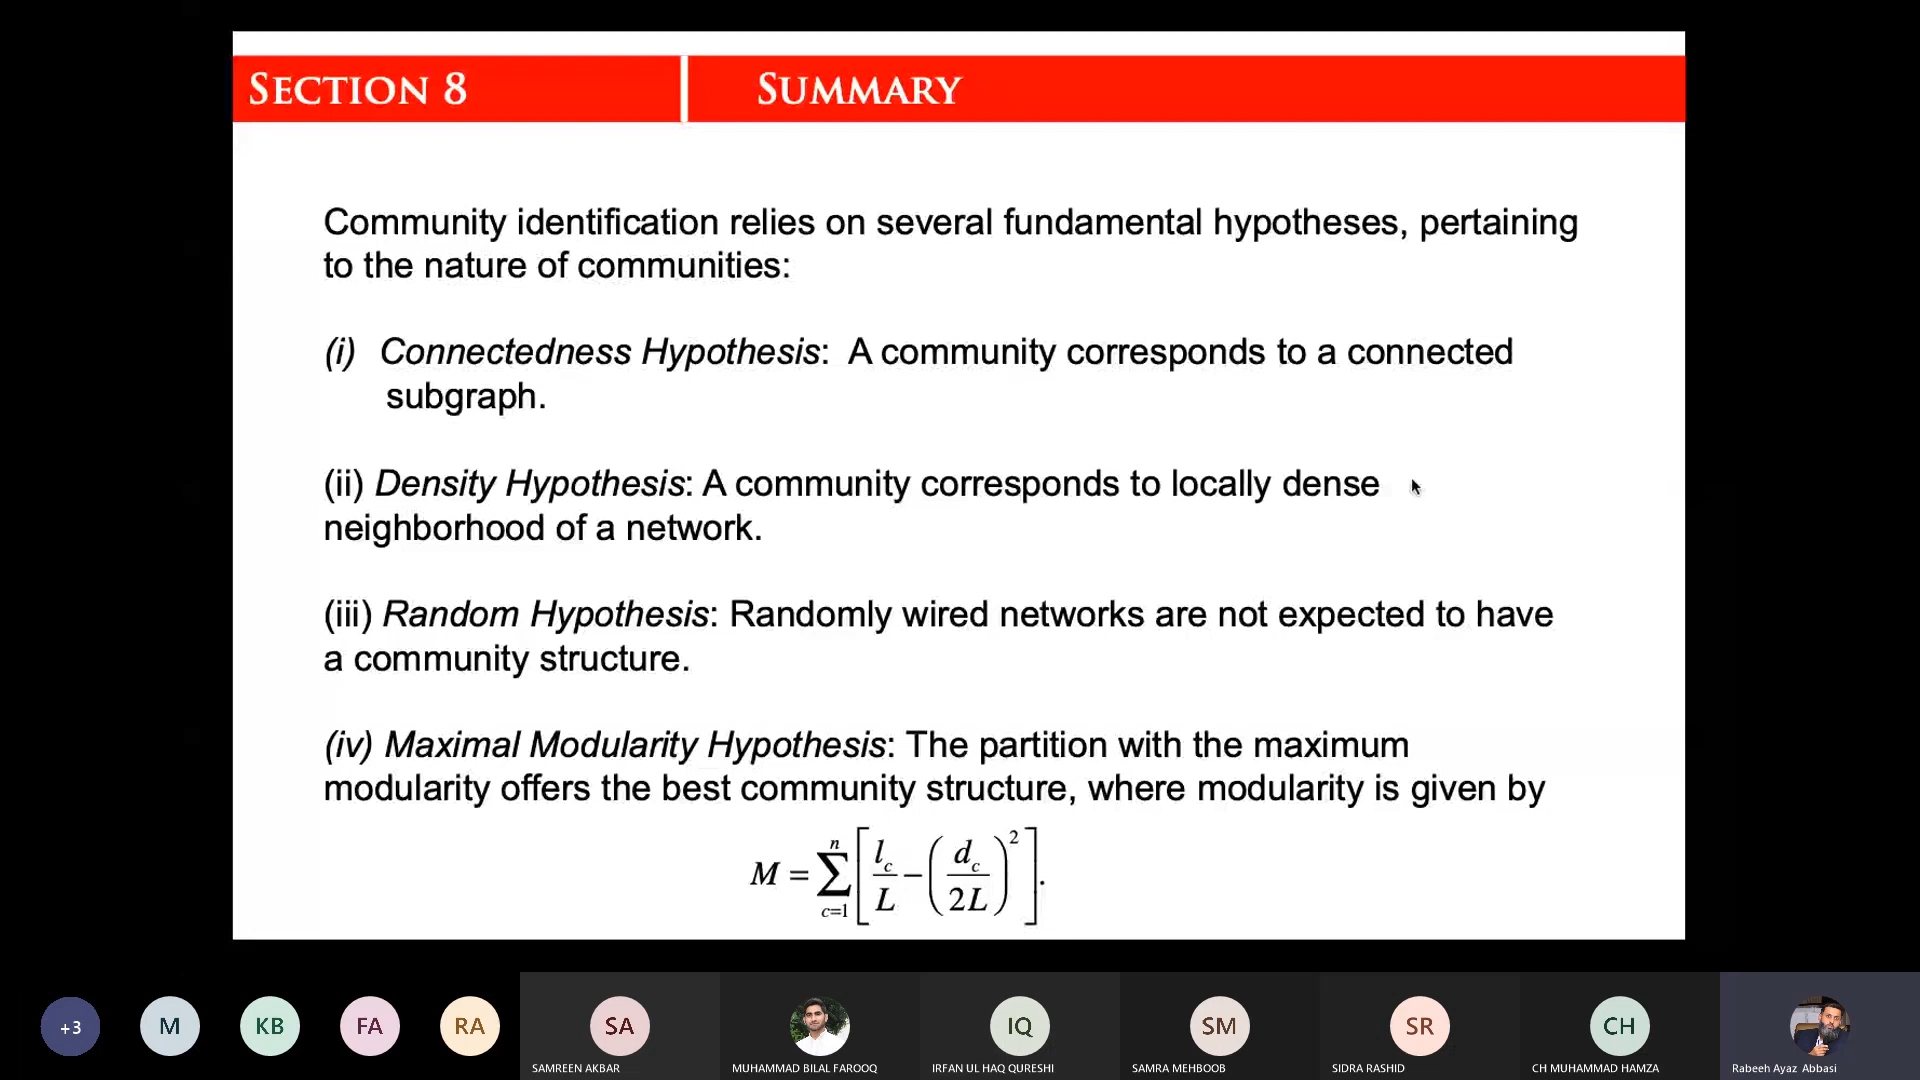 SECTION 8
SUMMARY
Community identification relies on several fundamental hypotheses, pertaining
to the nature of communities:
(i) Connectedness Hypothesis: A community corresponds to a connected
subgraph.
(ii) Density Hypothesis: A community corresponds to locally dense
neighborhood of a network.
(iii) Random Hypothesis: Randomly wired networks are not expected to have
a community structure.
(iv) Maximal Modularity Hypothesis: The partition with the maximum
modularity offers the best community structure, where modularity is given by
M = ∑_{c=1}^{n} [ l_c/L − ( d_c/2L )² ].
+3
M
KB
FA
RA
SA
IQ
SM
SR
CH
SAMREEN AKBAR
MUHAMMAD BILAL FAROOQ
IRFAN UL HAQ QURESHI
SAMRA MEHBOOB
SIDRA RASHID
CH MUHAMMAD HAMZA
Rabeeh Ayaz Abbasi